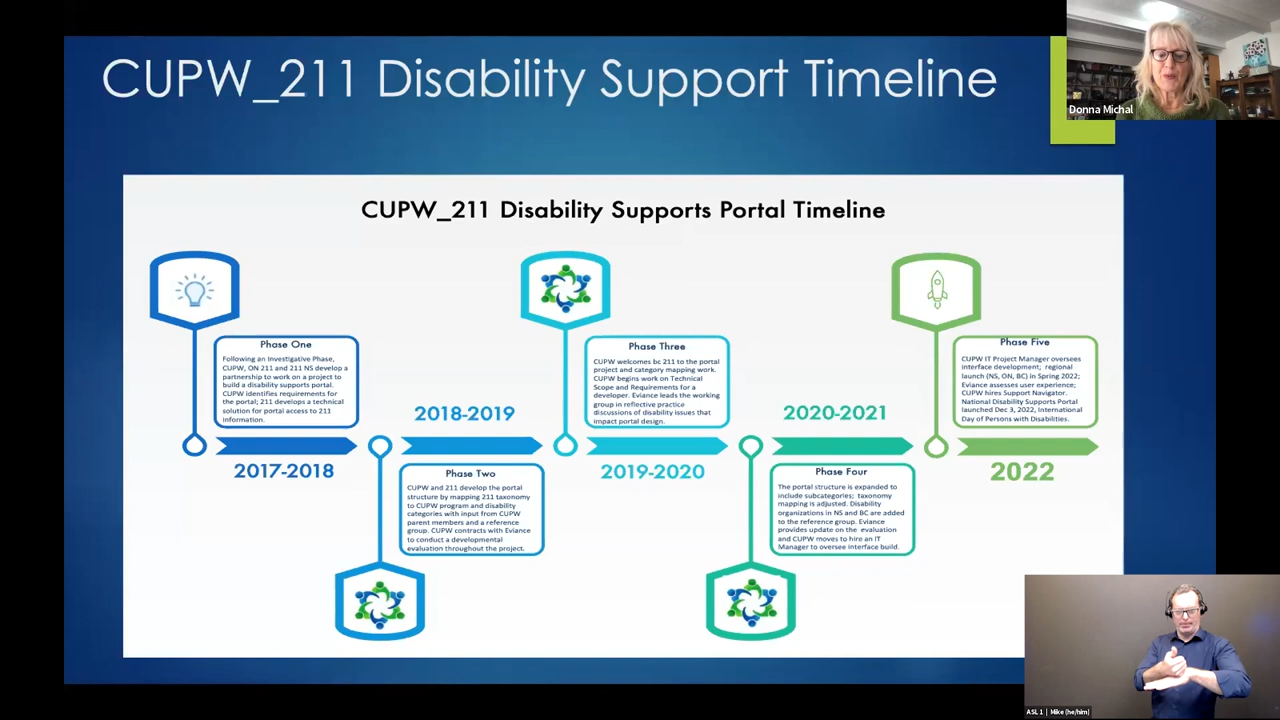 CUPW_211 Disability Support Timeline
Donna Michal
CUPW_211 Disability Supports Portal Timeline
Phase One
Following an Investigative Phase,
CUPW, ON 211 and 211 NS develop a
partnership to work on a project to
build a disability supports portal.
CUPW identifies requirements for
the portal; 211 develops a technical
solution for portal access to 211
information.
2017-2018
2018-2019
Phase Two
CUPW and 211 develop the portal
structure by mapping 211 taxonomy
to CUPW program and disability
categories with input from CUPW
parent members and a reference
group. CUPW contracts with Eviance
to conduct a developmental
evaluation throughout the project.
Phase Three
CUPW welcomes bc 211 to the portal
project and category mapping work.
CUPW begins work on Technical
Scope and Requirements for a
developer. Eviance leads the working
group in reflective practice
discussions of disability issues that
impact portal design.
2019-2020
2020-2021
Phase Four
The portal structure is expanded to
include subcategories; taxonomy
mapping is adjusted. Disability
organizations in NS and BC are added
to the reference group. Eviance
provides update on the evaluation
and CUPW moves to hire an IT
Manager to oversee interface build.
Phase Five
CUPW IT Project Manager oversees
interface development; regional
launch (NS, ON, BC) in Spring 2022;
Eviance assesses user experience;
CUPW hires Support Navigator.
National Disability Supports Portal
launched Dec 3, 2022, International
Day of Persons with Disabilities.
2022
ASL 1 | Mike (he/him)